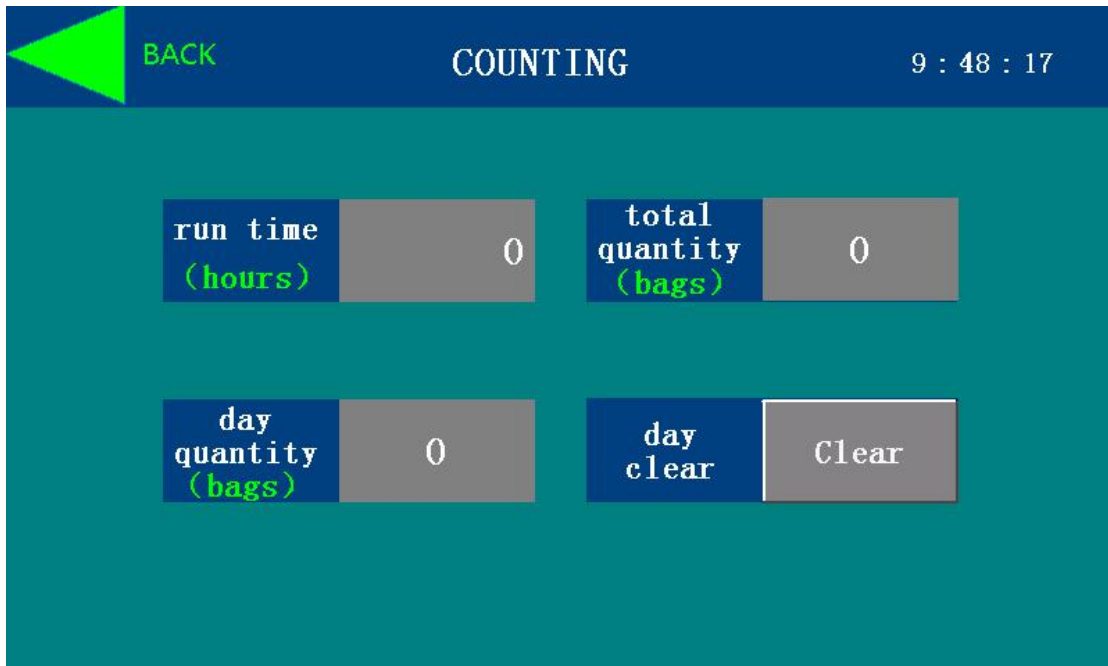 BACK
COUNTING
9 : 48 : 17
run time
(hours)
0
total
quantity
(bags)
0
day
quantity
(bags)
0
day
clear
Clear